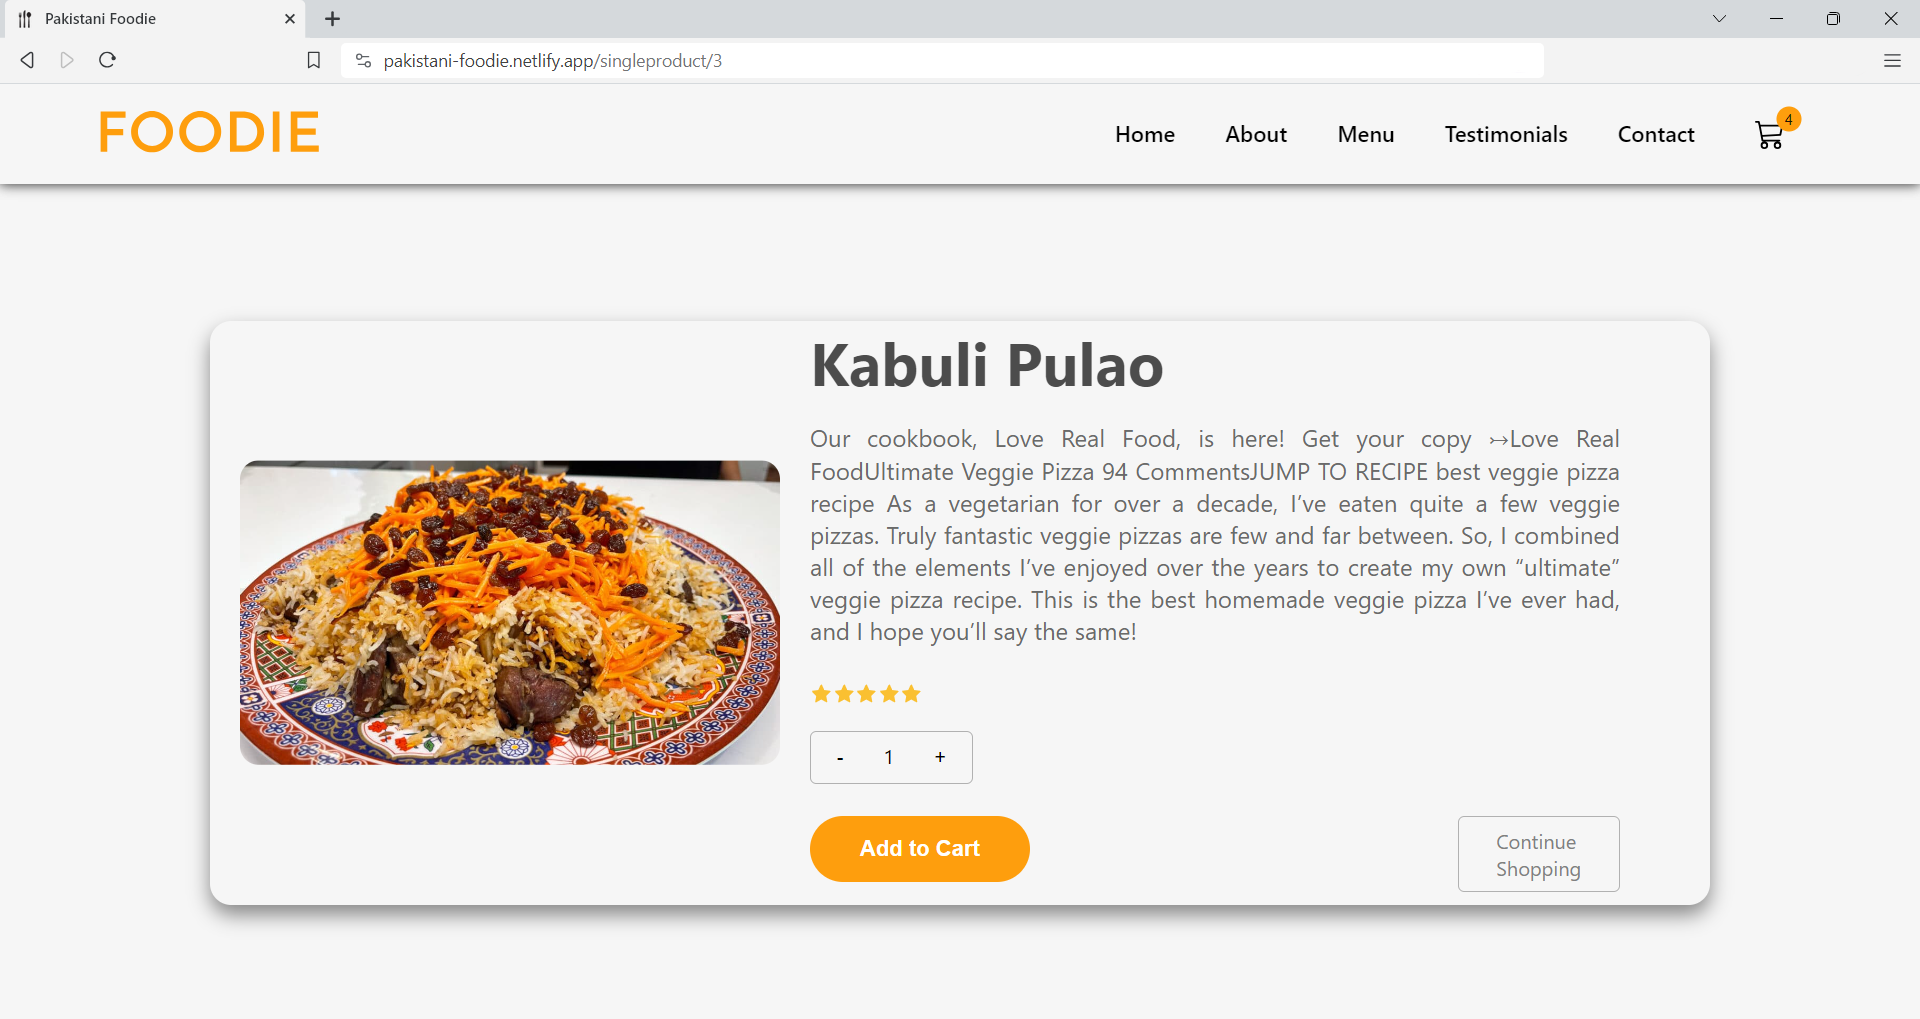 Pakistani Foodie
pakistani-foodie.netlify.app/singleproduct/3
FOODIE
Home
About
Menu
Testimonials
Contact
4
Kabuli Pulao
Our cookbook, Love Real Food, is here! Get your copy ↣Love Real
FoodUltimate Veggie Pizza 94 CommentsJUMP TO RECIPE best veggie pizza
recipe As a vegetarian for over a decade, I’ve eaten quite a few veggie
pizzas. Truly fantastic veggie pizzas are few and far between. So, I combined
all of the elements I’ve enjoyed over the years to create my own “ultimate”
veggie pizza recipe. This is the best homemade veggie pizza I’ve ever had,
and I hope you’ll say the same!
- 1 +
Add to Cart
Continue
Shopping